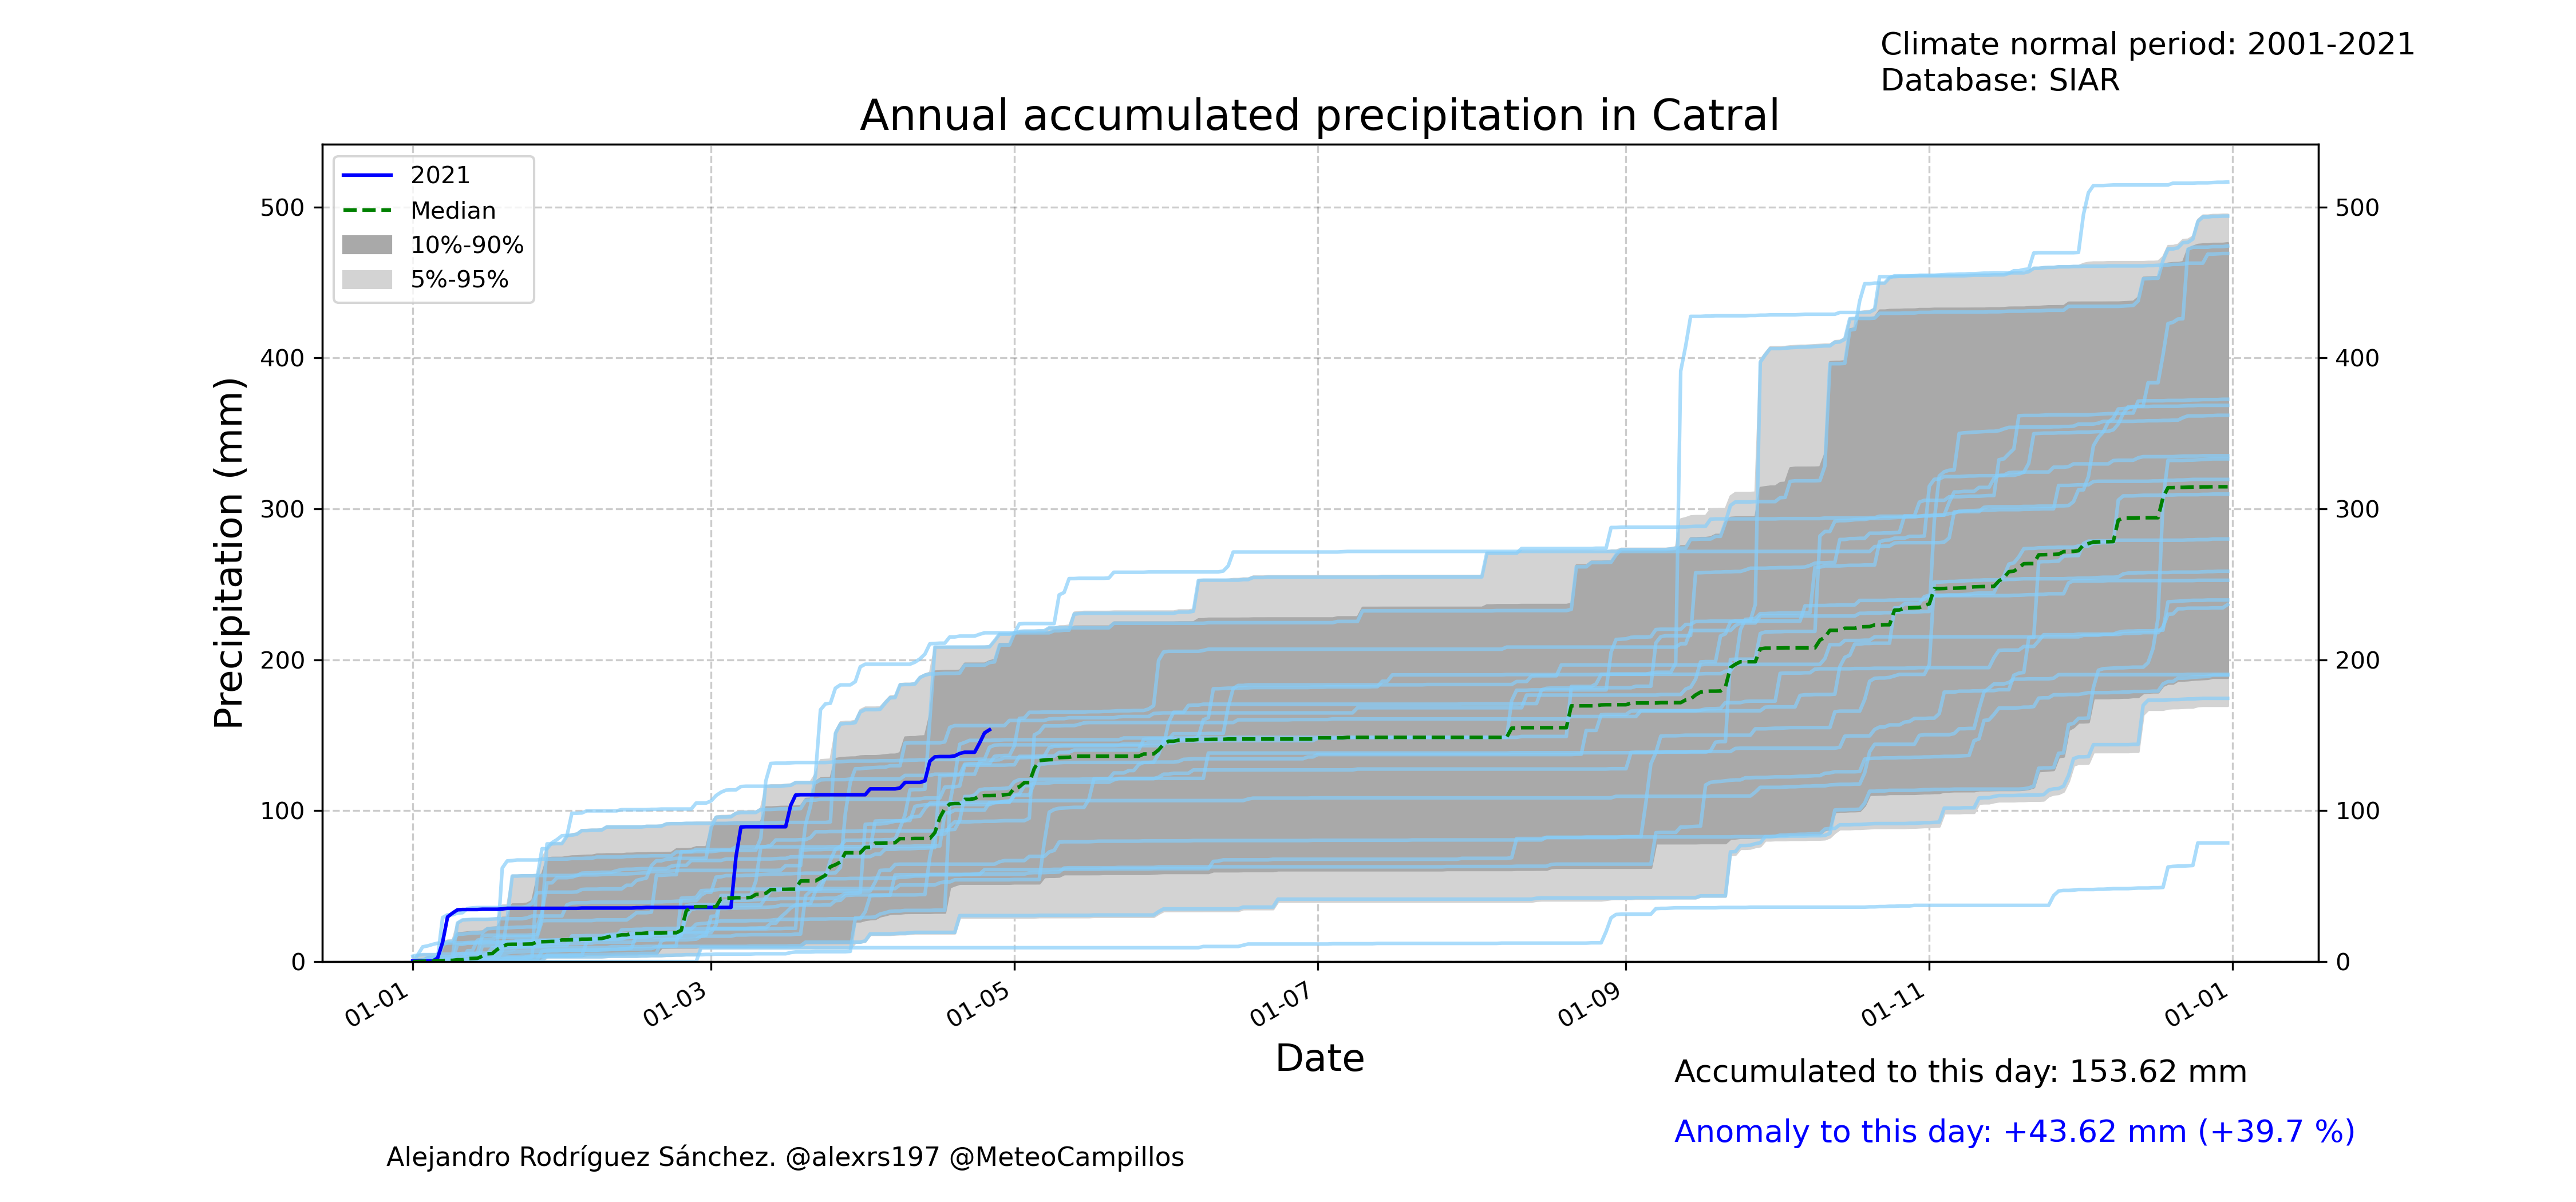 Climate normal period: 2001-2021
Database: SIAR
Annual accumulated precipitation in Catral
2021
Median
10%-90%
5%-95%
Precipitation (mm)
500
400
300
200
100
0
500
400
300
200
100
0
01-01
01-03
01-05
01-07
01-09
01-11
01-01
Date
Accumulated to this day: 153.62 mm
Anomaly to this day: +43.62 mm (+39.7 %)
Alejandro Rodríguez Sánchez. @alexrs197 @MeteoCampillos